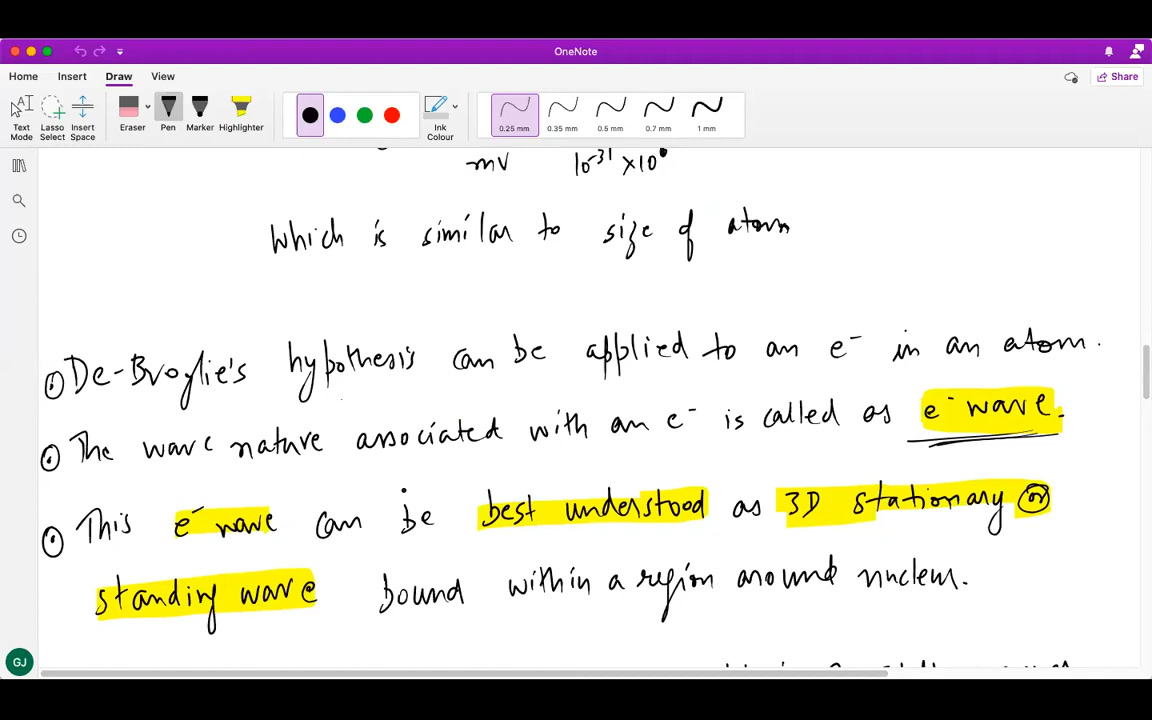 OneNote
Home Insert Draw View
Share
Text Mode
Lasso Select
Insert Space
Eraser
Pen
Marker
Highlighter
Ink Colour
0.25 mm
0.35 mm
0.5 mm
0.7 mm
1 mm
mv 10⁻³¹ ×10
Which is similar to size of atom
De-Broglie's hypothesis can be applied to an e⁻ in an atom.
The wave nature associated with an e⁻ is called as e⁻ wave.
This e⁻ wave can be best understood as 3D stationary or
standing wave bound within a region around nucleus.
GJ